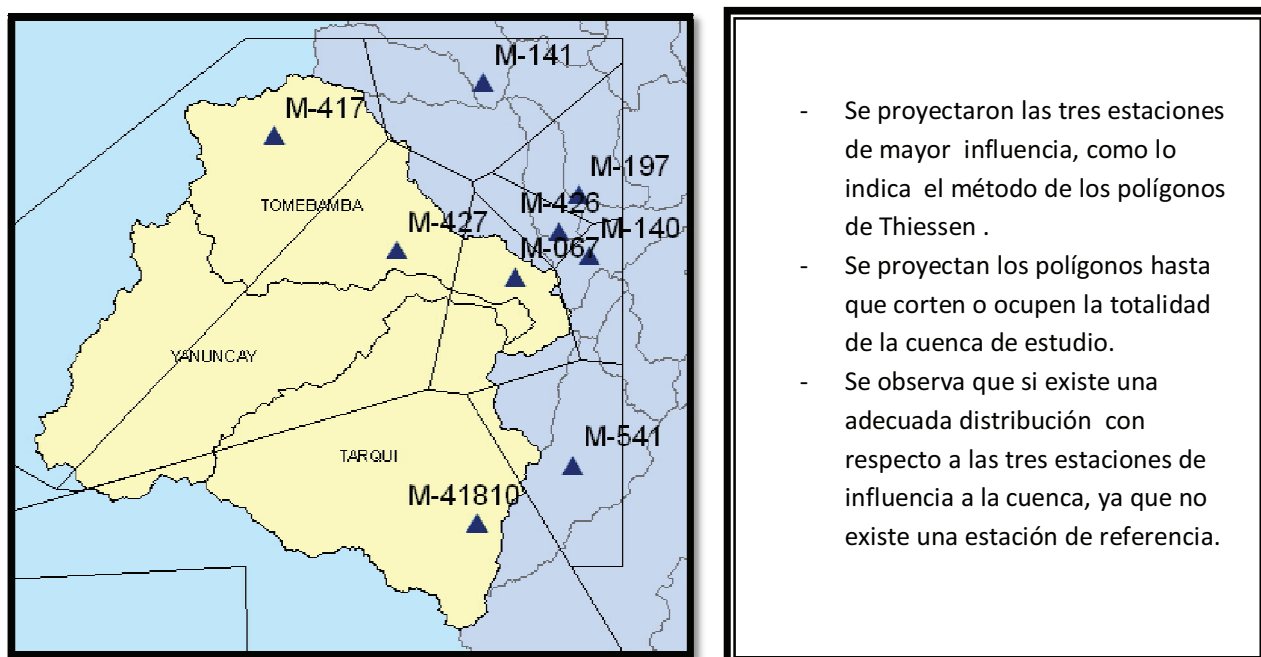 M-141
M-417
M-197
TOMEBAMBA
M-426
M-427
M-140
M-067
YANUNCAY
M-541
TARQUI
M-41810
- Se proyectaron las tres estaciones
de mayor influencia, como lo
indica el método de los polígonos
de Thiessen .
- Se proyectan los polígonos hasta
que corten o ocupen la totalidad
de la cuenca de estudio.
- Se observa que si existe una
adecuada distribución con
respecto a las tres estaciones de
influencia a la cuenca, ya que no
existe una estación de referencia.